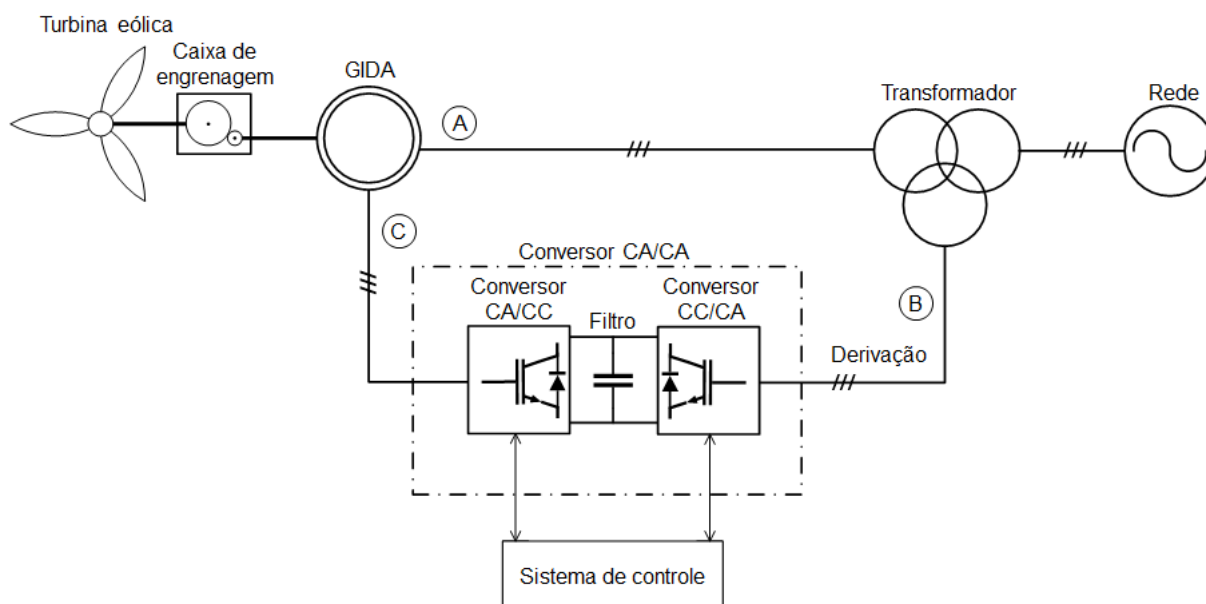 Turbina eólica
Caixa de
engrenagem
GIDA
A
Transformador
Rede
C
Conversor CA/CA
Conversor
CA/CC
Filtro
Conversor
CC/CA
B
Derivação
Sistema de controle